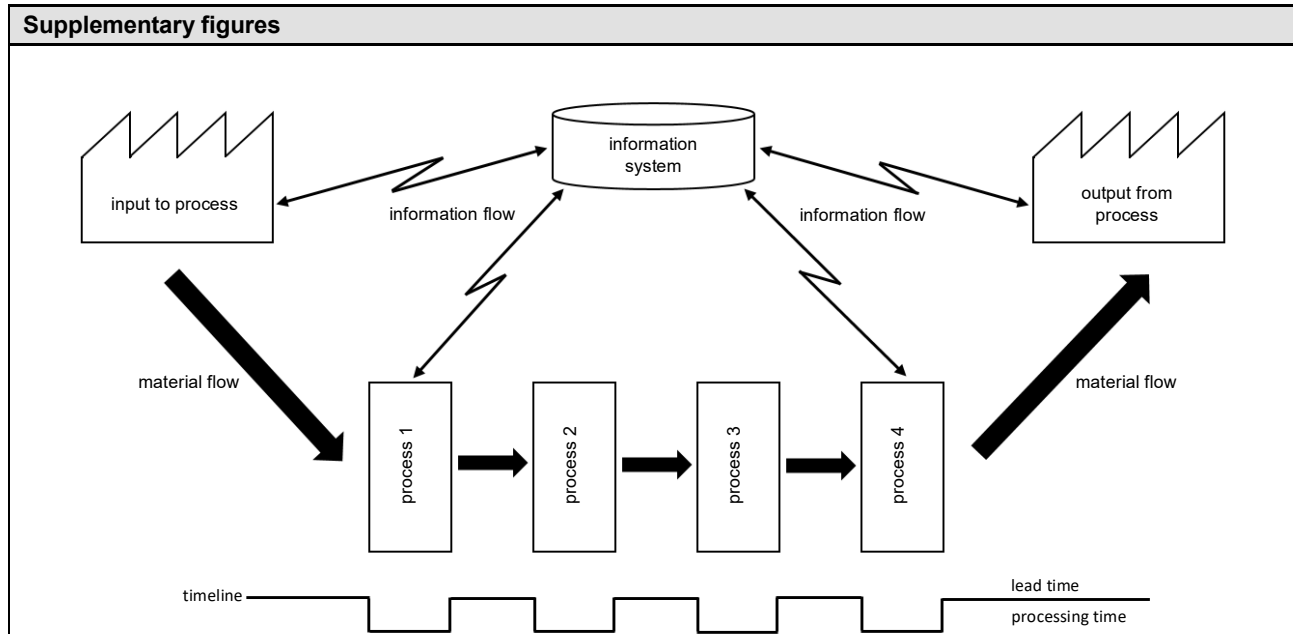 Supplementary figures
information
system
input to process
output from
process
information flow
information flow
material flow
material flow
process 1
process 2
process 3
process 4
timeline
lead time
processing time